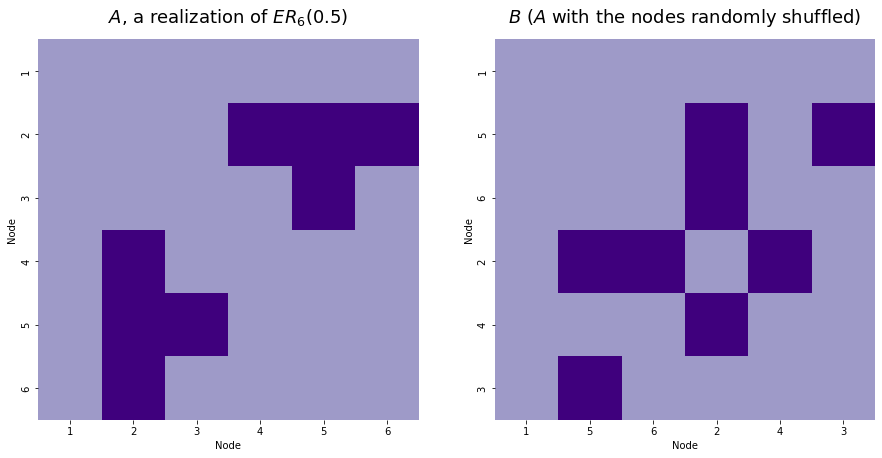 A, a realization of ER₆(0.5)
Node
1
2
3
4
5
6
1 2 3 4 5 6
Node
B (A with the nodes randomly shuffled)
Node
1
5
6
2
4
3
1 5 6 2 4 3
Node